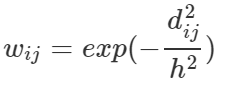 w_{ij} = exp(-\frac{d_{ij}^2}{h^2})